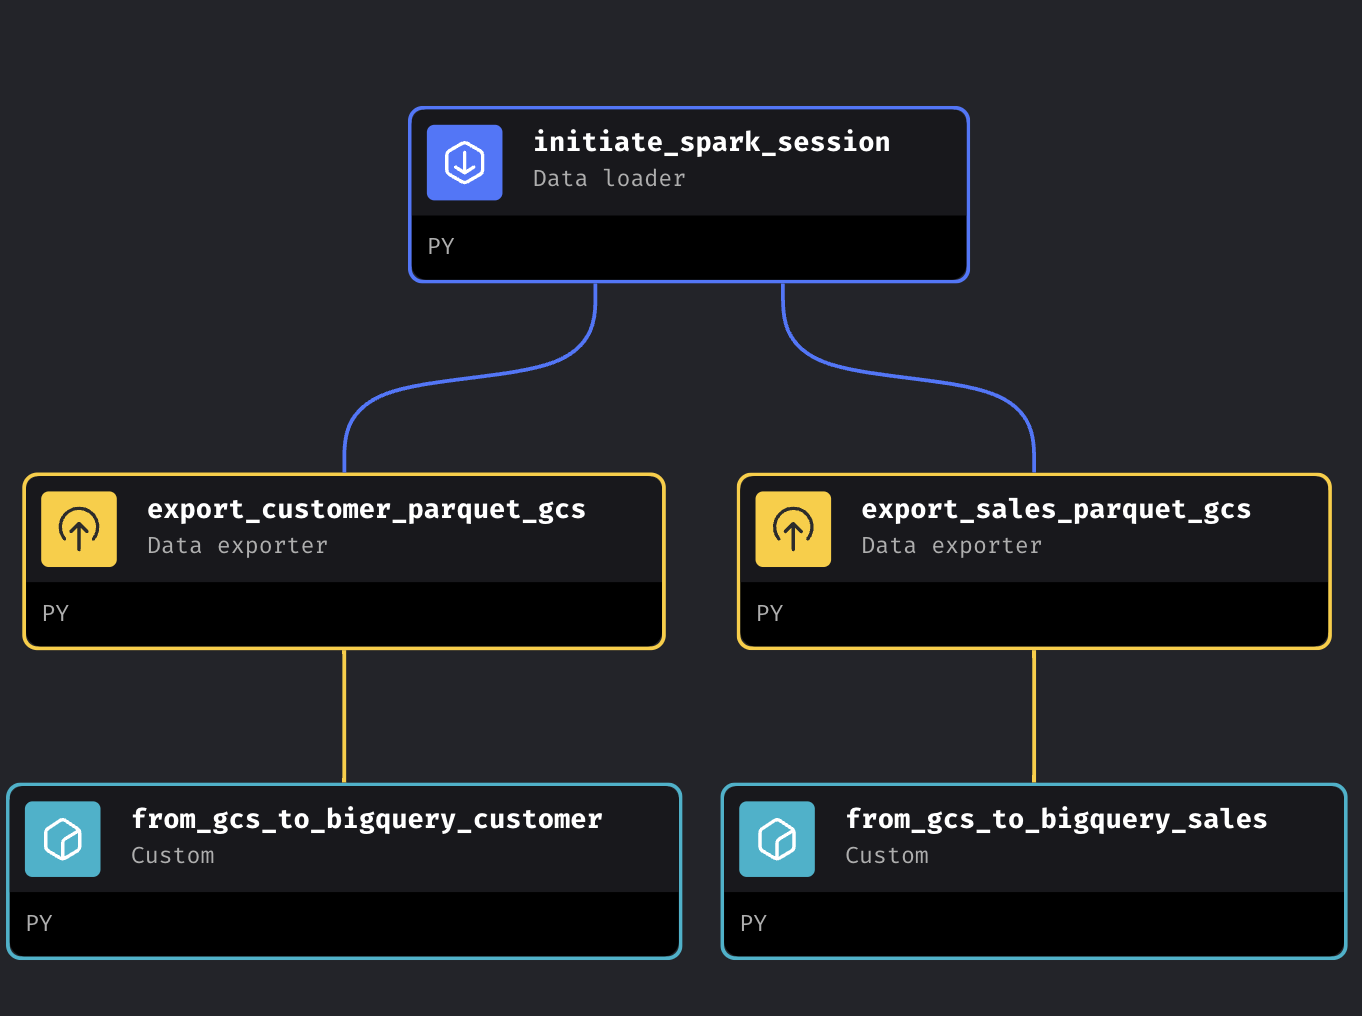 initiate_spark_session
Data loader
PY
export_customer_parquet_gcs
Data exporter
PY
export_sales_parquet_gcs
Data exporter
PY
from_gcs_to_bigquery_customer
Custom
PY
from_gcs_to_bigquery_sales
Custom
PY